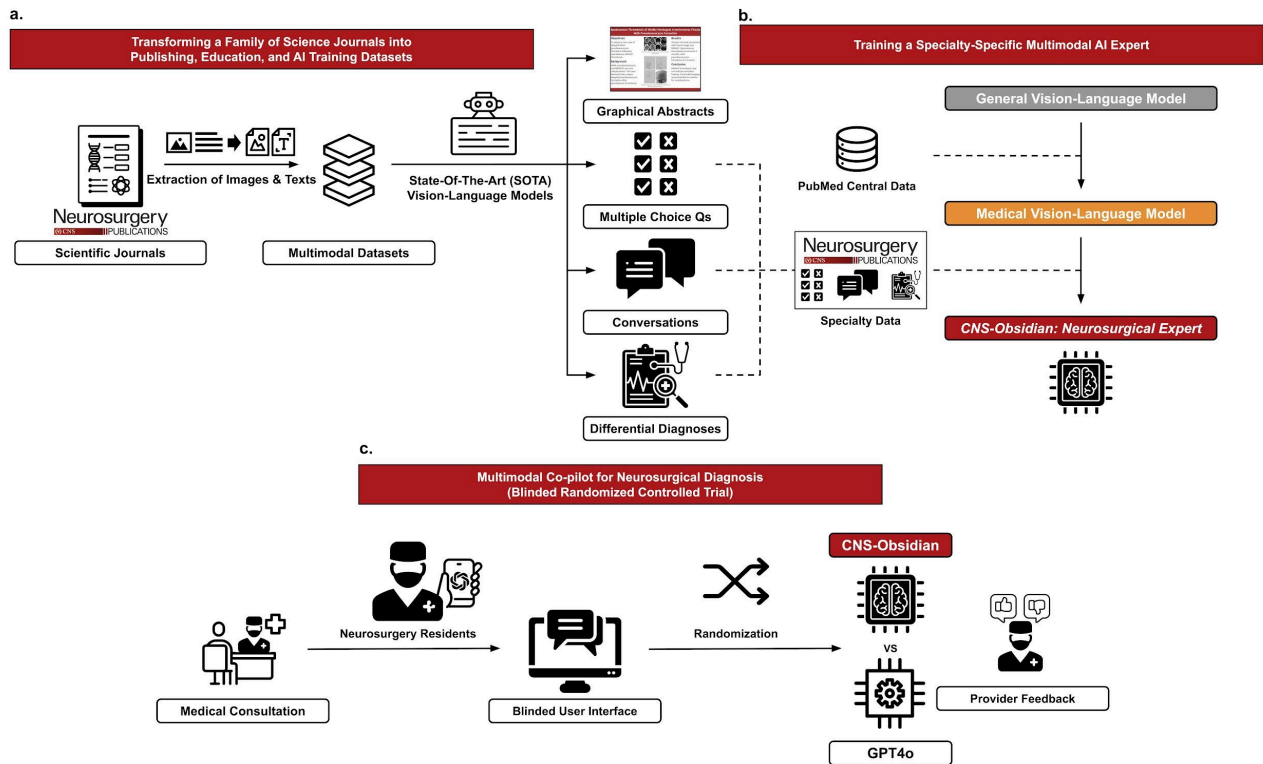 a.
Transforming a Family of Science Journals into
Publishing, Education, and AI Training Datasets
Extraction of Images & Texts
T
Neurosurgery
CNS PUBLICATIONS
Scientific Journals
Multimodal Datasets
State-Of-The-Art (SOTA)
Vision-Language Models
Graphical Abstracts
Multiple Choice Qs
Conversations
Differential Diagnoses
b.
Training a Specialty-Specific Multimodal AI Expert
General Vision-Language Model
PubMed Central Data
Medical Vision-Language Model
Neurosurgery
CNS PUBLICATIONS
Specialty Data
CNS-Obsidian: Neurosurgical Expert
c.
Multimodal Co-pilot for Neurosurgical Diagnosis
(Blinded Randomized Controlled Trial)
Medical Consultation
Neurosurgery Residents
Blinded User Interface
Randomization
CNS-Obsidian
VS
GPT4o
Provider Feedback